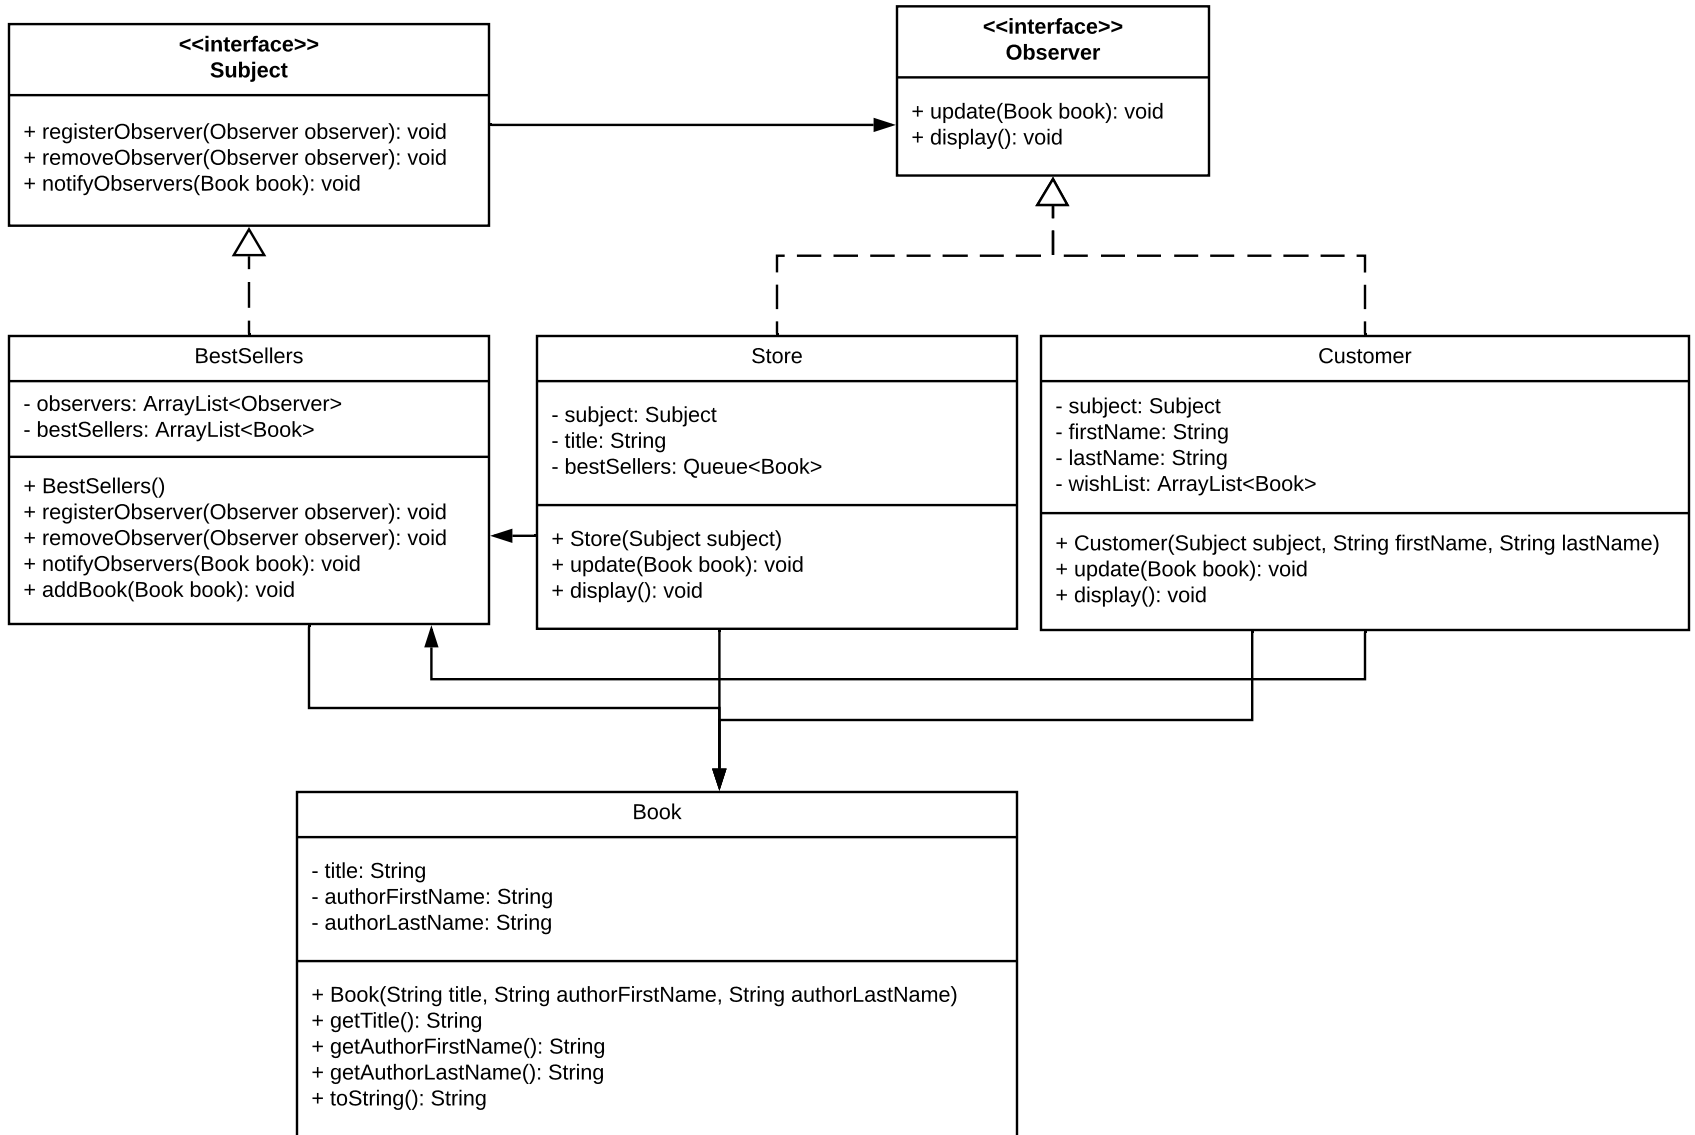 <<interface>>
Subject
+ registerObserver(Observer observer): void
+ removeObserver(Observer observer): void
+ notifyObservers(Book book): void
<<interface>>
Observer
+ update(Book book): void
+ display(): void
BestSellers
- observers: ArrayList<Observer>
- bestSellers: ArrayList<Book>
+ BestSellers()
+ registerObserver(Observer observer): void
+ removeObserver(Observer observer): void
+ notifyObservers(Book book): void
+ addBook(Book book): void
Store
- subject: Subject
- title: String
- bestSellers: Queue<Book>
+ Store(Subject subject)
+ update(Book book): void
+ display(): void
Customer
- subject: Subject
- firstName: String
- lastName: String
- wishList: ArrayList<Book>
+ Customer(Subject subject, String firstName, String lastName)
+ update(Book book): void
+ display(): void
Book
- title: String
- authorFirstName: String
- authorLastName: String
+ Book(String title, String authorFirstName, String authorLastName)
+ getTitle(): String
+ getAuthorFirstName(): String
+ getAuthorLastName(): String
+ toString(): String